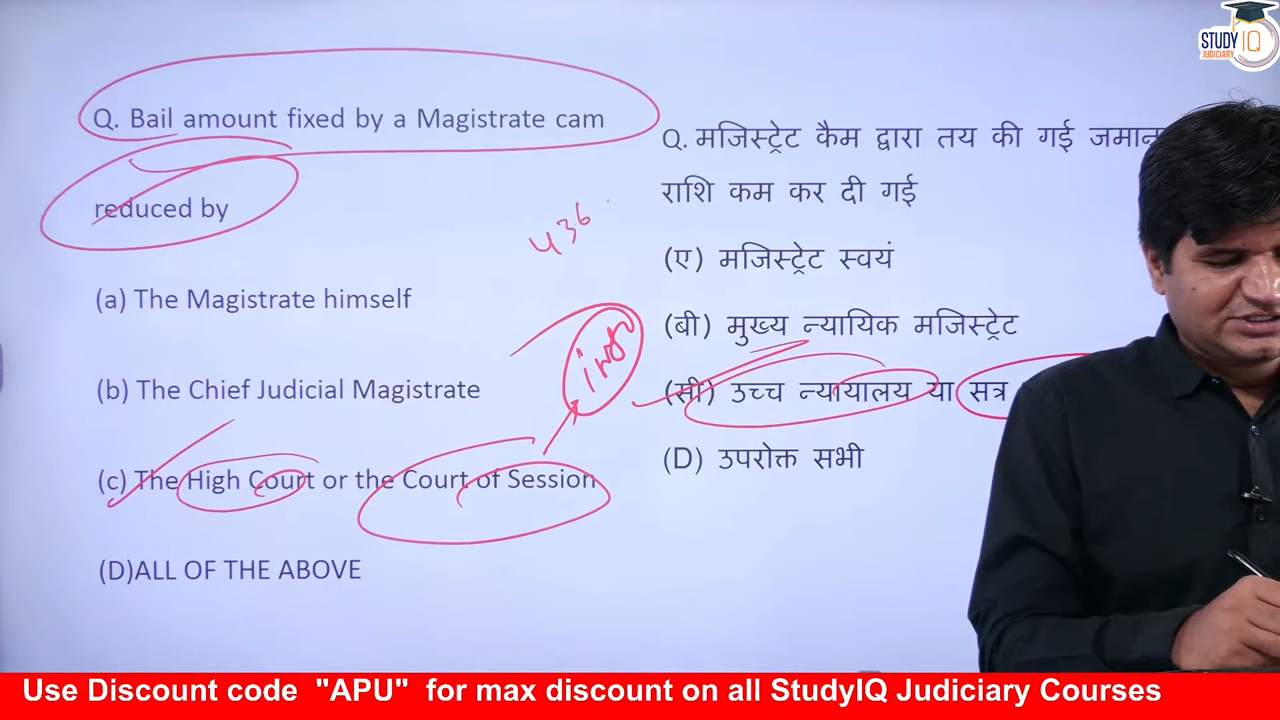 STUDY IQ
JUDICIARY
Q. Bail amount fixed by a Magistrate cam
reduced by
436
(a) The Magistrate himself
(b) The Chief Judicial Magistrate
(c) The High Court or the Court of Session
(D)ALL OF THE ABOVE
Q. मजिस्ट्रेट कैम द्वारा तय की गई
राशि कम कर दी गई
(ए) मजिस्ट्रेट स्वयं
(बी) मुख्य न्यायिक मजिस्ट्रेट
(सी) उच्च न्यायालय या सत्र
(D) उपरोक्त सभी
Use Discount code "APU" for max discount on all StudyIQ Judiciary Courses